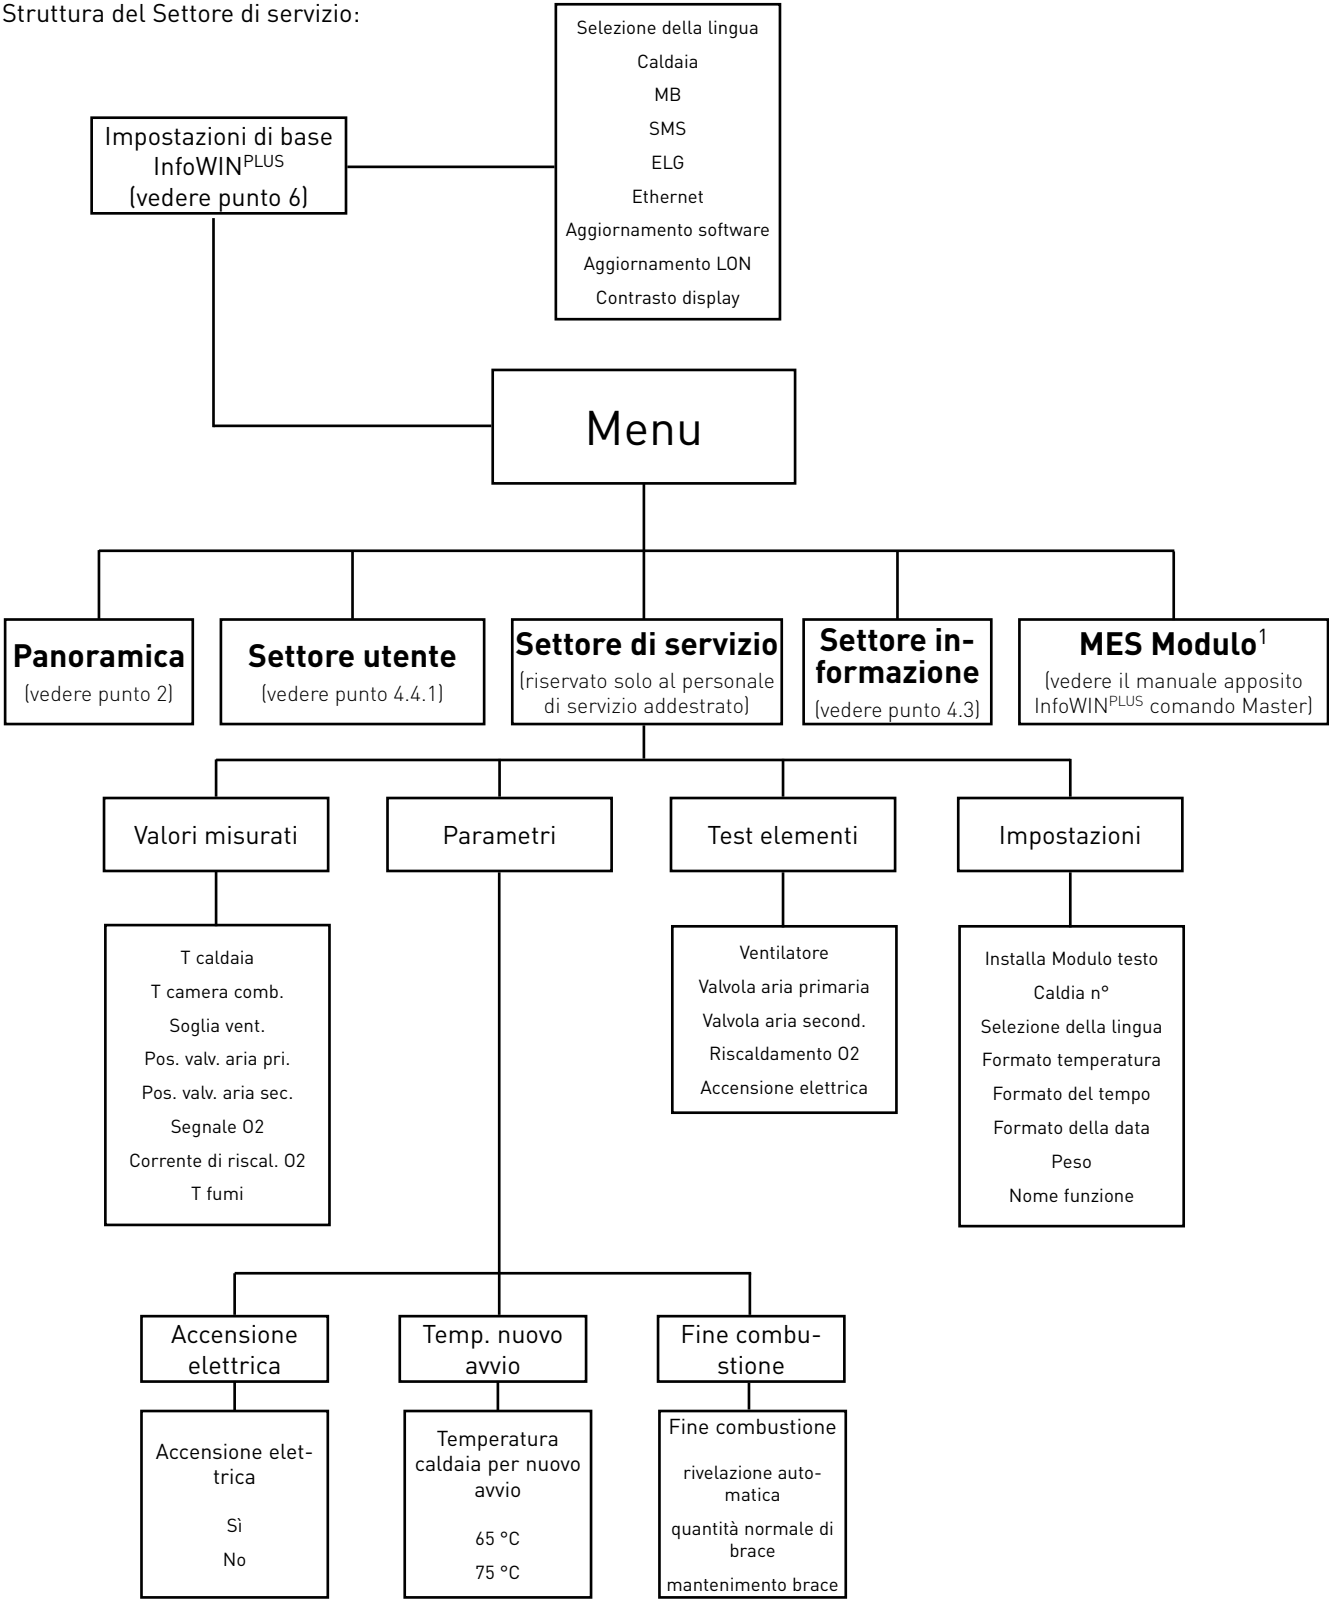 Struttura del Settore di servizio:
Selezione della lingua
Caldaia
MB
SMS
ELG
Ethernet
Aggiornamento software
Aggiornamento LON
Contrasto display
Impostazioni di base
InfoWINPLUS
(vedere punto 6)
Menu
Panoramica
(vedere punto 2)
Settore utente
(vedere punto 4.4.1)
Settore di servizio
(riservato solo al personale
di servizio addestrato)
Settore in-
formazione
(vedere punto 4.3)
MES Modulo1
(vedere il manuale apposito
InfoWINPLUS comando Master)
Valori misurati
Parametri
Test elementi
Impostazioni
T caldaia
T camera comb.
Soglia vent.
Pos. valv. aria pri.
Pos. valv. aria sec.
Segnale O2
Corrente di riscal. O2
T fumi
Ventilatore
Valvola aria primaria
Valvola aria second.
Riscaldamento O2
Accensione elettrica
Installa Modulo testo
Caldia n°
Selezione della lingua
Formato temperatura
Formato del tempo
Formato della data
Peso
Nome funzione
Accensione
elettrica
Temp. nuovo
avvio
Fine combu-
stione
Accensione elet-
trica
Sì
No
Temperatura
caldaia per nuovo
avvio
65 °C
75 °C
Fine combustione
rivelazione auto-
matica
quantità normale di
brace
mantenimento brace